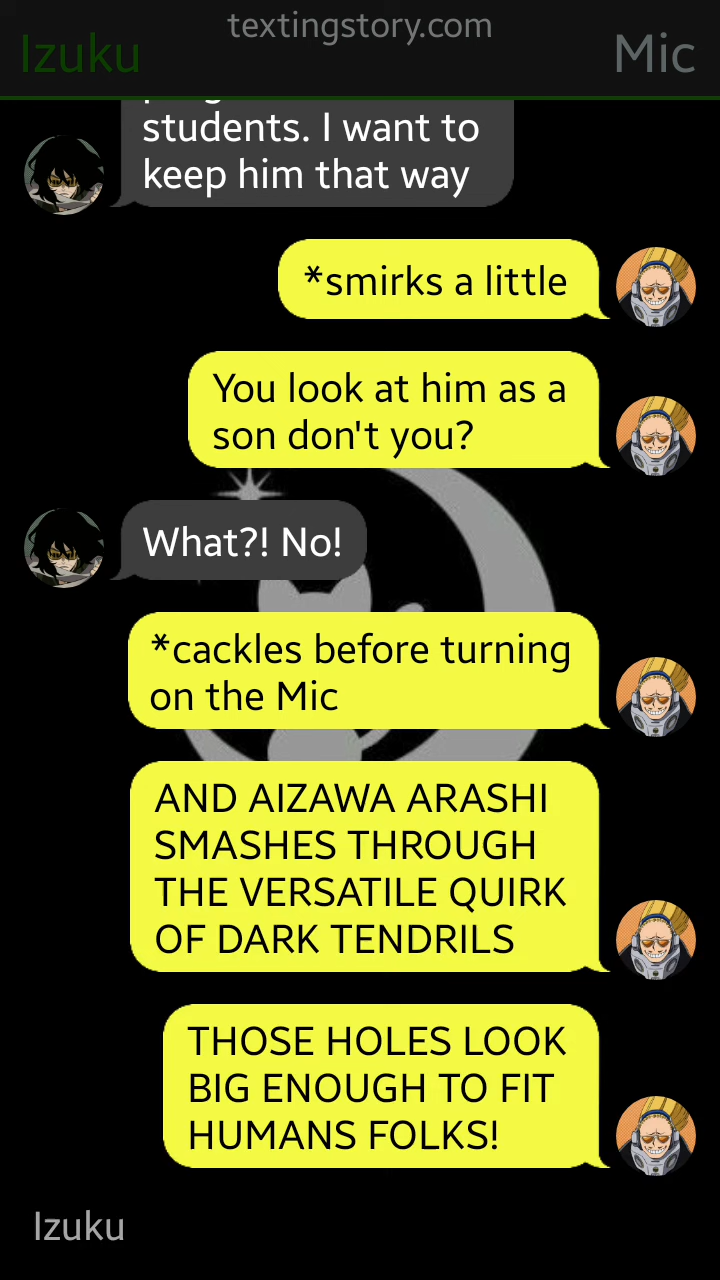 textingstory.com
Izuku
Mic
students. I want to
keep him that way
*smirks a little
You look at him as a
son don't you?
What?! No!
*cackles before turning
on the Mic
AND AIZAWA ARASHI
SMASHES THROUGH
THE VERSATILE QUIRK
OF DARK TENDRILS
THOSE HOLES LOOK
BIG ENOUGH TO FIT
HUMANS FOLKS!
Izuku